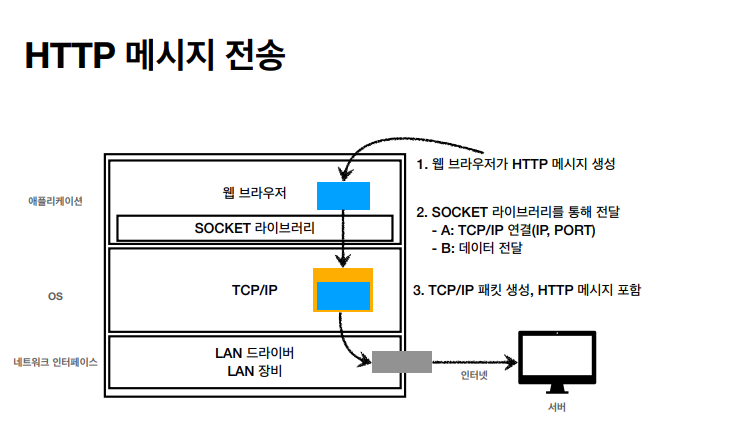 HTTP 메시지 전송
1. 웹 브라우저가 HTTP 메시지 생성
애플리케이션
웹 브라우저
SOCKET 라이브러리
2. SOCKET 라이브러리를 통해 전달
- A: TCP/IP 연결(IP, PORT)
- B: 데이터 전달
OS
TCP/IP
3. TCP/IP 패킷 생성, HTTP 메시지 포함
네트워크 인터페이스
LAN 드라이버
LAN 장비
인터넷
서버